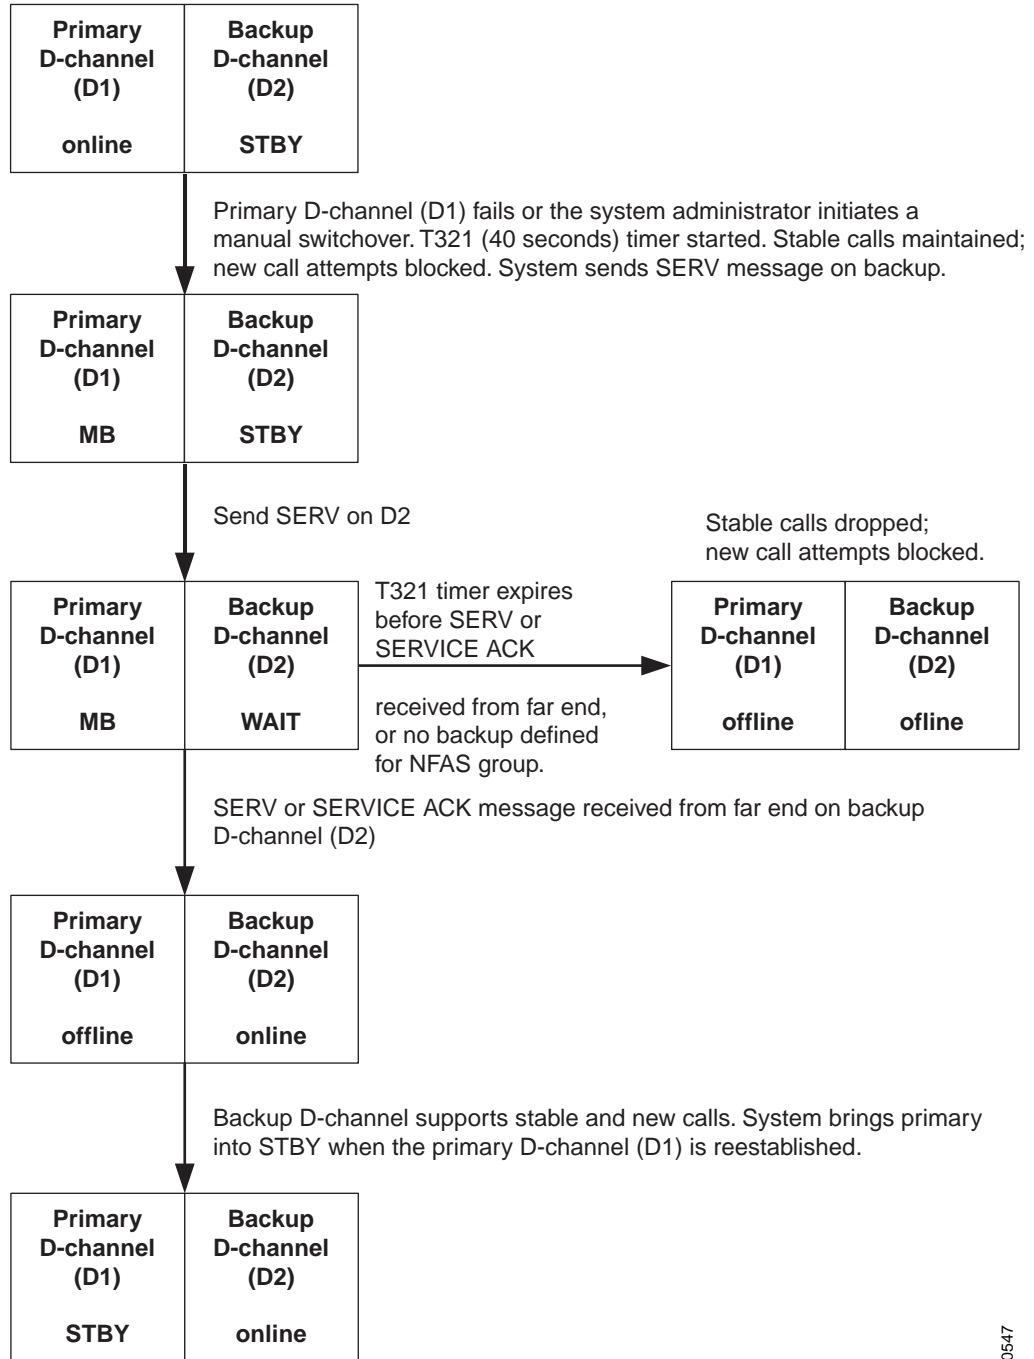 Primary
D-channel
(D1)
online
Backup
D-channel
(D2)
STBY
Primary D-channel (D1) fails or the system administrator initiates a
manual switchover. T321 (40 seconds) timer started. Stable calls maintained;
new call attempts blocked. System sends SERV message on backup.
Primary
D-channel
(D1)
MB
Backup
D-channel
(D2)
STBY
Send SERV on D2
Primary
D-channel
(D1)
MB
Backup
D-channel
(D2)
WAIT
T321 timer expires
before SERV or
SERVICE ACK
received from far end,
or no backup defined
for NFAS group.
Stable calls dropped;
new call attempts blocked.
Primary
D-channel
(D1)
offline
Backup
D-channel
(D2)
ofline
SERV or SERVICE ACK message received from far end on backup
D-channel (D2)
Primary
D-channel
(D1)
offline
Backup
D-channel
(D2)
online
Backup D-channel supports stable and new calls. System brings primary
into STBY when the primary D-channel (D1) is reestablished.
Primary
D-channel
(D1)
STBY
Backup
D-channel
(D2)
online
0547